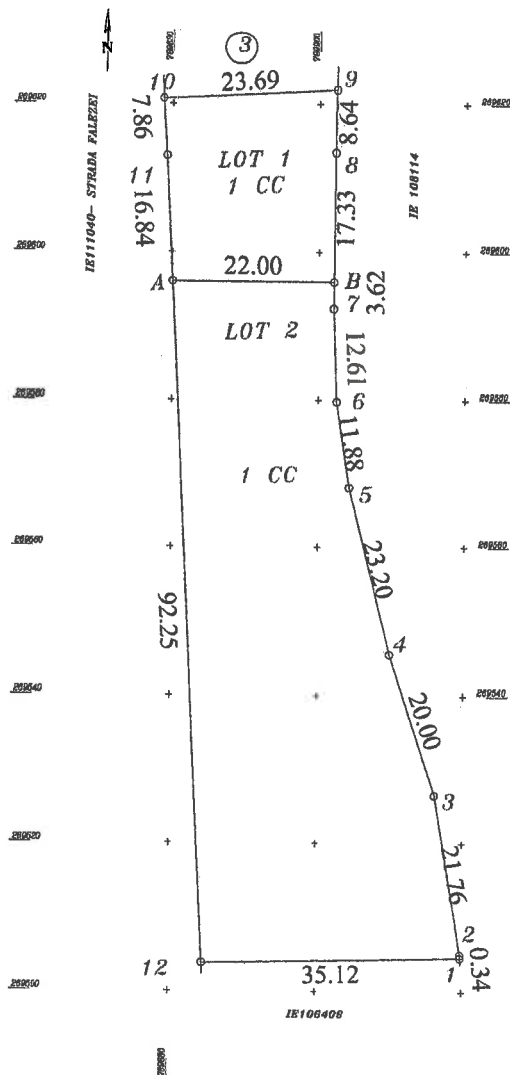 N
3
10
23.69
9
7.86
8.64
8
LOT 1
1 CC
11
16.84
17.33
IE111040- STRADA FALEZEI
IE 108114
A
22.00
B
7
3.62
LOT 2
12.61
6
11.88
1 CC
5
23.20
92.25
4
20.00
3
21.76
2
0.34
12
35.12
1
IE106408